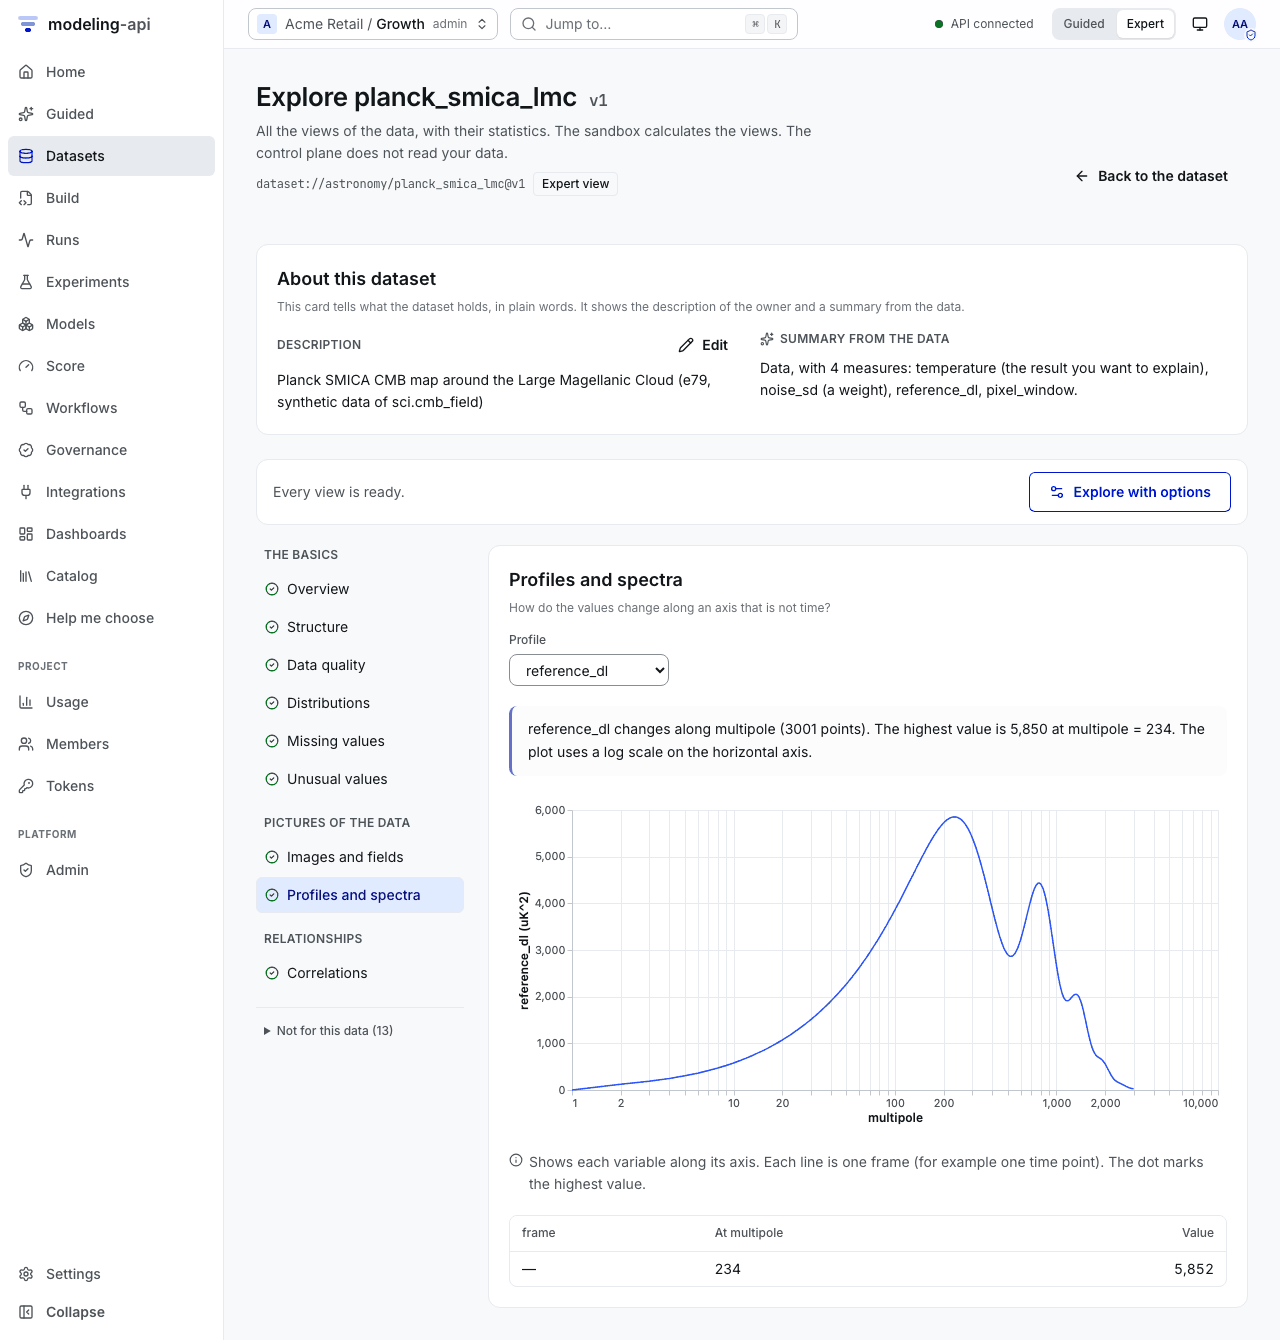 modeling-api
A Acme Retail / Growth admin
Jump to... ⌘ K
API connected
Guided Expert
AA
Home
Guided
Datasets
Build
Runs
Experiments
Models
Score
Workflows
Governance
Integrations
Dashboards
Catalog
Help me choose
PROJECT
Usage
Members
Tokens
PLATFORM
Admin
Settings
Collapse
Explore planck_smica_lmc v1
All the views of the data, with their statistics. The sandbox calculates the views. The
control plane does not read your data.
dataset://astronomy/planck_smica_lmc@v1 Expert view
Back to the dataset
About this dataset
This card tells what the dataset holds, in plain words. It shows the description of the owner and a summary from the data.
DESCRIPTION
Edit
Planck SMICA CMB map around the Large Magellanic Cloud (e79,
synthetic data of sci.cmb_field)
SUMMARY FROM THE DATA
Data, with 4 measures: temperature (the result you want to explain),
noise_sd (a weight), reference_dl, pixel_window.
Every view is ready.
Explore with options
THE BASICS
Overview
Structure
Data quality
Distributions
Missing values
Unusual values
PICTURES OF THE DATA
Images and fields
Profiles and spectra
RELATIONSHIPS
Correlations
Not for this data (13)
Profiles and spectra
How do the values change along an axis that is not time?
Profile
reference_dl
reference_dl changes along multipole (3001 points). The highest value is 5,850 at multipole = 234. The
plot uses a log scale on the horizontal axis.
reference_dl (uK^2)
6,000
5,000
4,000
3,000
2,000
1,000
0
1 2 10 20 100 200 1,000 2,000 10,000
multipole
Shows each variable along its axis. Each line is one frame (for example one time point). The dot marks
the highest value.
frame At multipole Value
— 234 5,852